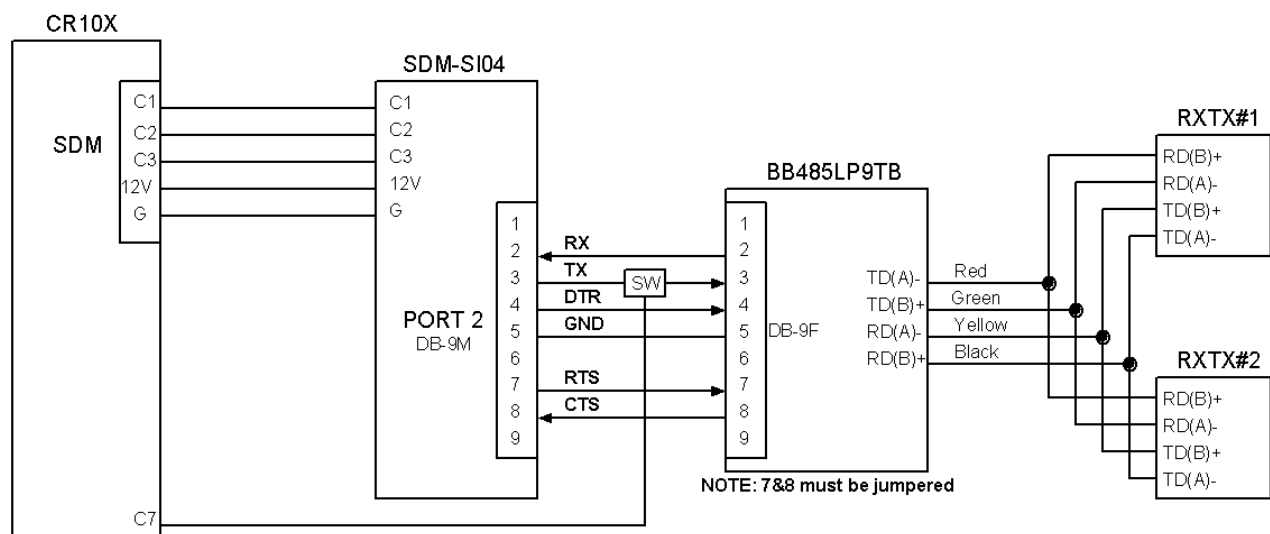 CR10X
SDM
C1
C2
C3
12V
G
C7
SDM-SI04
C1
C2
C3
12V
G
PORT 2
DB-9M
1
2
3
4
5
6
7
8
9
RX
TX
SW
DTR
GND
RTS
CTS
BB485LP9TB
1
2
3
4
5
6
7
8
9
DB-9F
TD(A)-
TD(B)+
RD(A)-
RD(B)+
NOTE: 7&8 must be jumpered
Red
Green
Yellow
Black
RXTX#1
RD(B)+
RD(A)-
TD(B)+
TD(A)-
RXTX#2
RD(B)+
RD(A)-
TD(B)+
TD(A)-